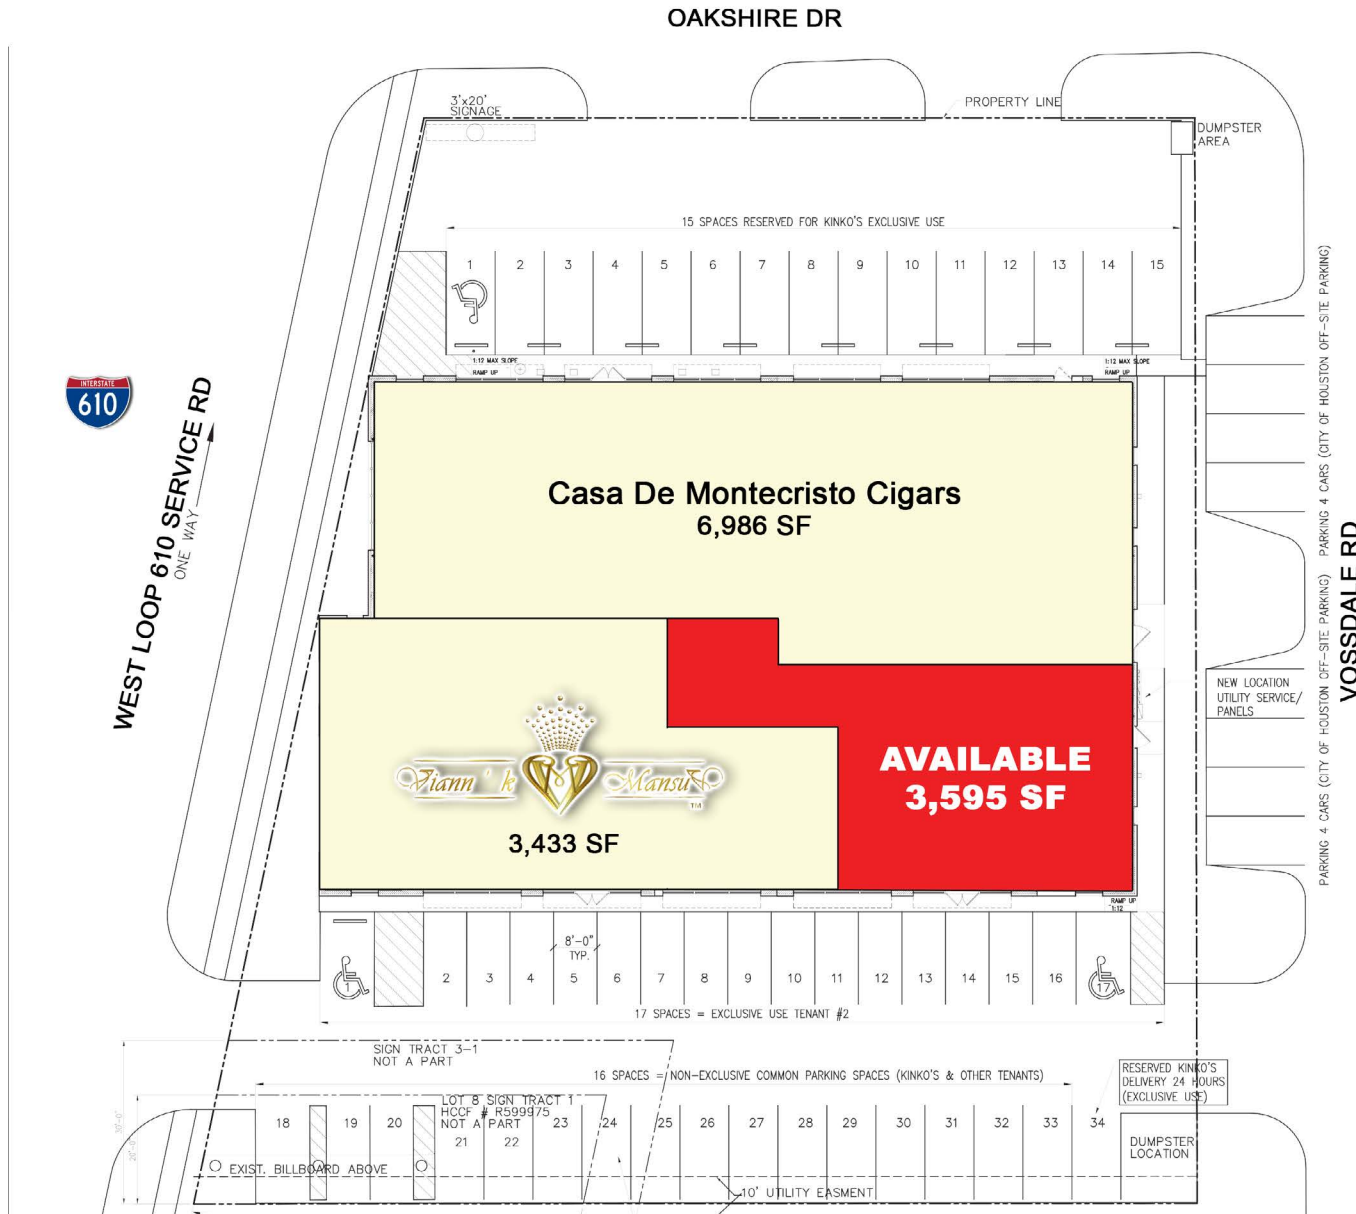 OAKSHIRE DR
3'x20'
SIGNAGE
PROPERTY LINE
DUMPSTER
AREA
15 SPACES RESERVED FOR KINKO'S EXCLUSIVE USE
1 2 3 4 5 6 7 8 9 10 11 12 13 14 15
1:12 MAX SLOPE
RAMP UP
1:12 MAX SLOPE
RAMP UP
INTERSTATE
610
WEST LOOP 610 SERVICE RD
ONE WAY
Casa De Montecristo Cigars
6,986 SF
PARKING 4 CARS (CITY OF HOUSTON OFF-SITE PARKING)
PARKING 4 CARS (CITY OF HOUSTON OFF-SITE PARKING)
VOSSDALE RD
NEW LOCATION
UTILITY SERVICE/
PANELS
Viann'k Mansur
TM
3,433 SF
AVAILABLE
3,595 SF
RAMP UP
1:12
8'-0"
TYP.
1 2 3 4 5 6 7 8 9 10 11 12 13 14 15 16 17
17 SPACES = EXCLUSIVE USE TENANT #2
SIGN TRACT 3-1
NOT A PART
16 SPACES = NON-EXCLUSIVE COMMON PARKING SPACES (KINKO'S & OTHER TENANTS)
RESERVED KINKO'S
DELIVERY 24 HOURS
(EXCLUSIVE USE)
30'-0"
20'-0"
LOT 8 SIGN TRACT 1
HCCF # R599975
NOT A PART
18 19 20 21 22 23 24 25 26 27 28 29 30 31 32 33 34
DUMPSTER
LOCATION
EXIST. BILLBOARD ABOVE
10' UTILITY EASMENT